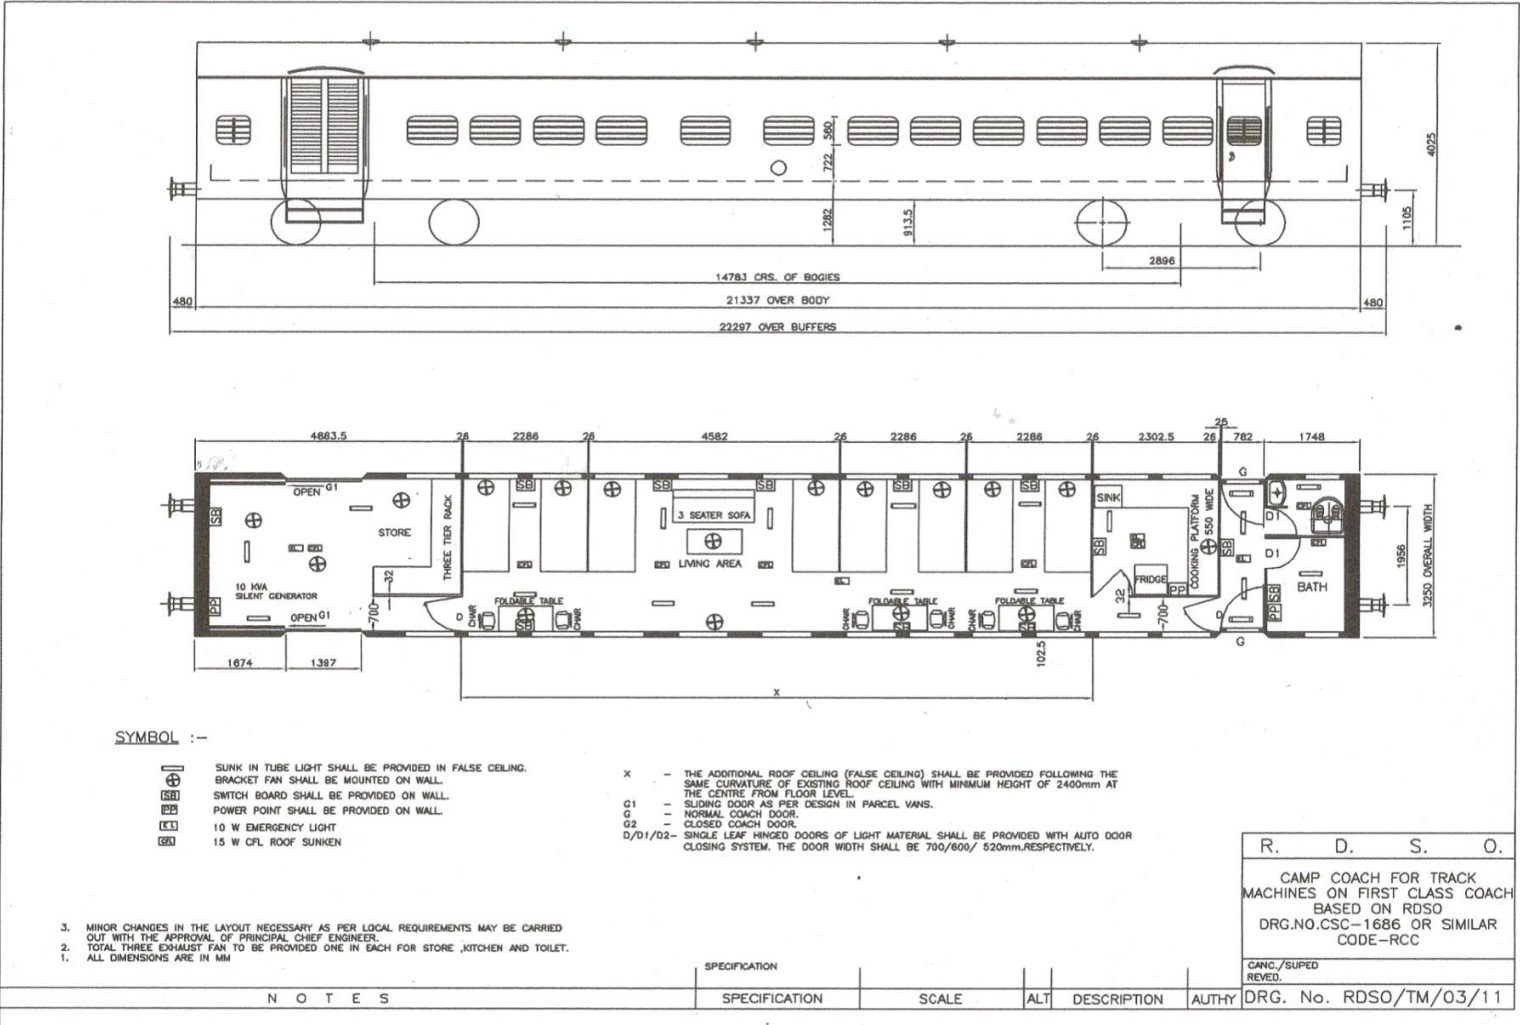 560
722
1282
913.5
4025
1105
2896
14783 CRS. OF BOGIES
480
21337 OVER BODY
480
22297 OVER BUFFERS
4883.5
26
2286
26
4582
26
2286
26
2286
26
2302.5
26
25
782
1748
G
OPEN G1
SB
STORE
THREE TIER RACK
SB
SB
3 SEATER SOFA
SB
LIVING AREA
SB
SB
SINK
SB
COOKING PLATFORM
550 WIDE
FRIDGE
PP
SB
D1
D1
BATH
SB
PP
1956
3250 OVERALL WIDTH
10 KVA
SILENT GENERATOR
PP
OPEN G1
32
700
D
CHAIR
FOLDABLE TABLE
SB
CHAIR
EL
CHAIR
FOLDABLE TABLE
SB
CHAIR
CHAIR
FOLDABLE TABLE
SB
CHAIR
32
700
D
G
1674
1397
102.5
X
SYMBOL :-
SUNK IN TUBE LIGHT SHALL BE PROVIDED IN FALSE CEILING.
BRACKET FAN SHALL BE MOUNTED ON WALL.
SB SWITCH BOARD SHALL BE PROVIDED ON WALL.
PP POWER POINT SHALL BE PROVIDED ON WALL.
EL 10 W EMERGENCY LIGHT
CFL 15 W CFL ROOF SUNKEN
X - THE ADDITIONAL ROOF CEILING (FALSE CEILING) SHALL BE PROVIDED FOLLOWING THE
SAME CURVATURE OF EXISTING ROOF CEILING WITH MINIMUM HEIGHT OF 2400mm AT
THE CENTRE FROM FLOOR LEVEL.
G1 - SLIDING DOOR AS PER DESIGN IN PARCEL VANS.
G - NORMAL COACH DOOR.
G2 - CLOSED COACH DOOR.
D/D1/D2- SINGLE LEAF HINGED DOORS OF LIGHT MATERIAL SHALL BE PROVIDED WITH AUTO DOOR
CLOSING SYSTEM. THE DOOR WIDTH SHALL BE 700/600/ 520mm.RESPECTIVELY.
3. MINOR CHANGES IN THE LAYOUT NECESSARY AS PER LOCAL REQUIREMENTS MAY BE CARRIED
OUT WITH THE APPROVAL OF PRINCIPAL CHIEF ENGINEER.
2. TOTAL THREE EXHAUST FAN TO BE PROVIDED ONE IN EACH FOR STORE ,KITCHEN AND TOILET.
1. ALL DIMENSIONS ARE IN MM
NOTES
SPECIFICATION
SPECIFICATION
SCALE
ALT
DESCRIPTION
AUTHY
R. D. S. O.
CAMP COACH FOR TRACK
MACHINES ON FIRST CLASS COACH
BASED ON RDSO
DRG.NO.CSC-1686 OR SIMILAR
CODE-RCC
CANC./SUPED
REVED.
DRG. No. RDSO/TM/03/11